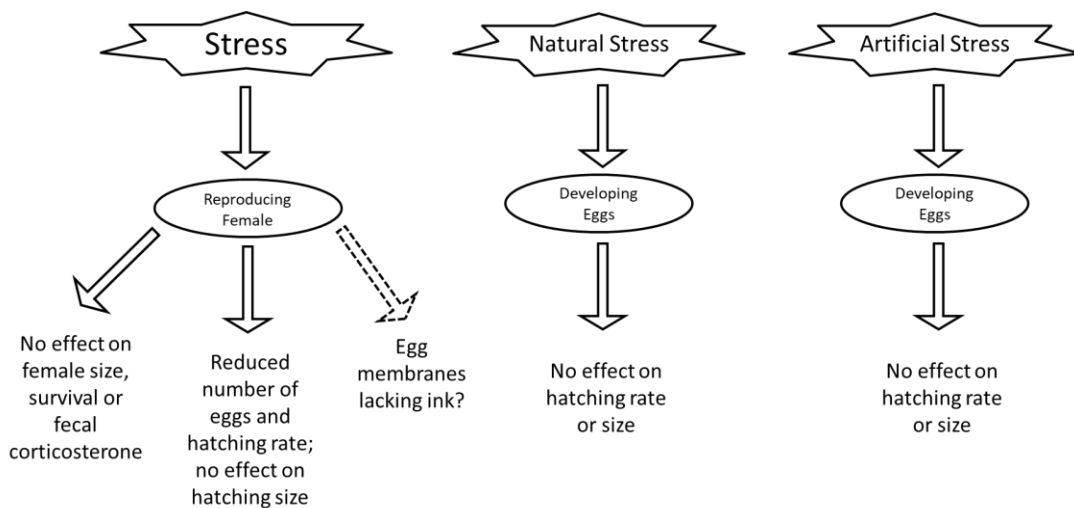 Stress
Natural Stress
Artificial Stress
Reproducing
Female
Developing
Eggs
Developing
Eggs
No effect on
female size,
survival or
fecal
corticosterone
Reduced
number of
eggs and
hatching rate;
no effect on
hatching size
Egg
membranes
lacking ink?
No effect on
hatching rate
or size
No effect on
hatching rate
or size